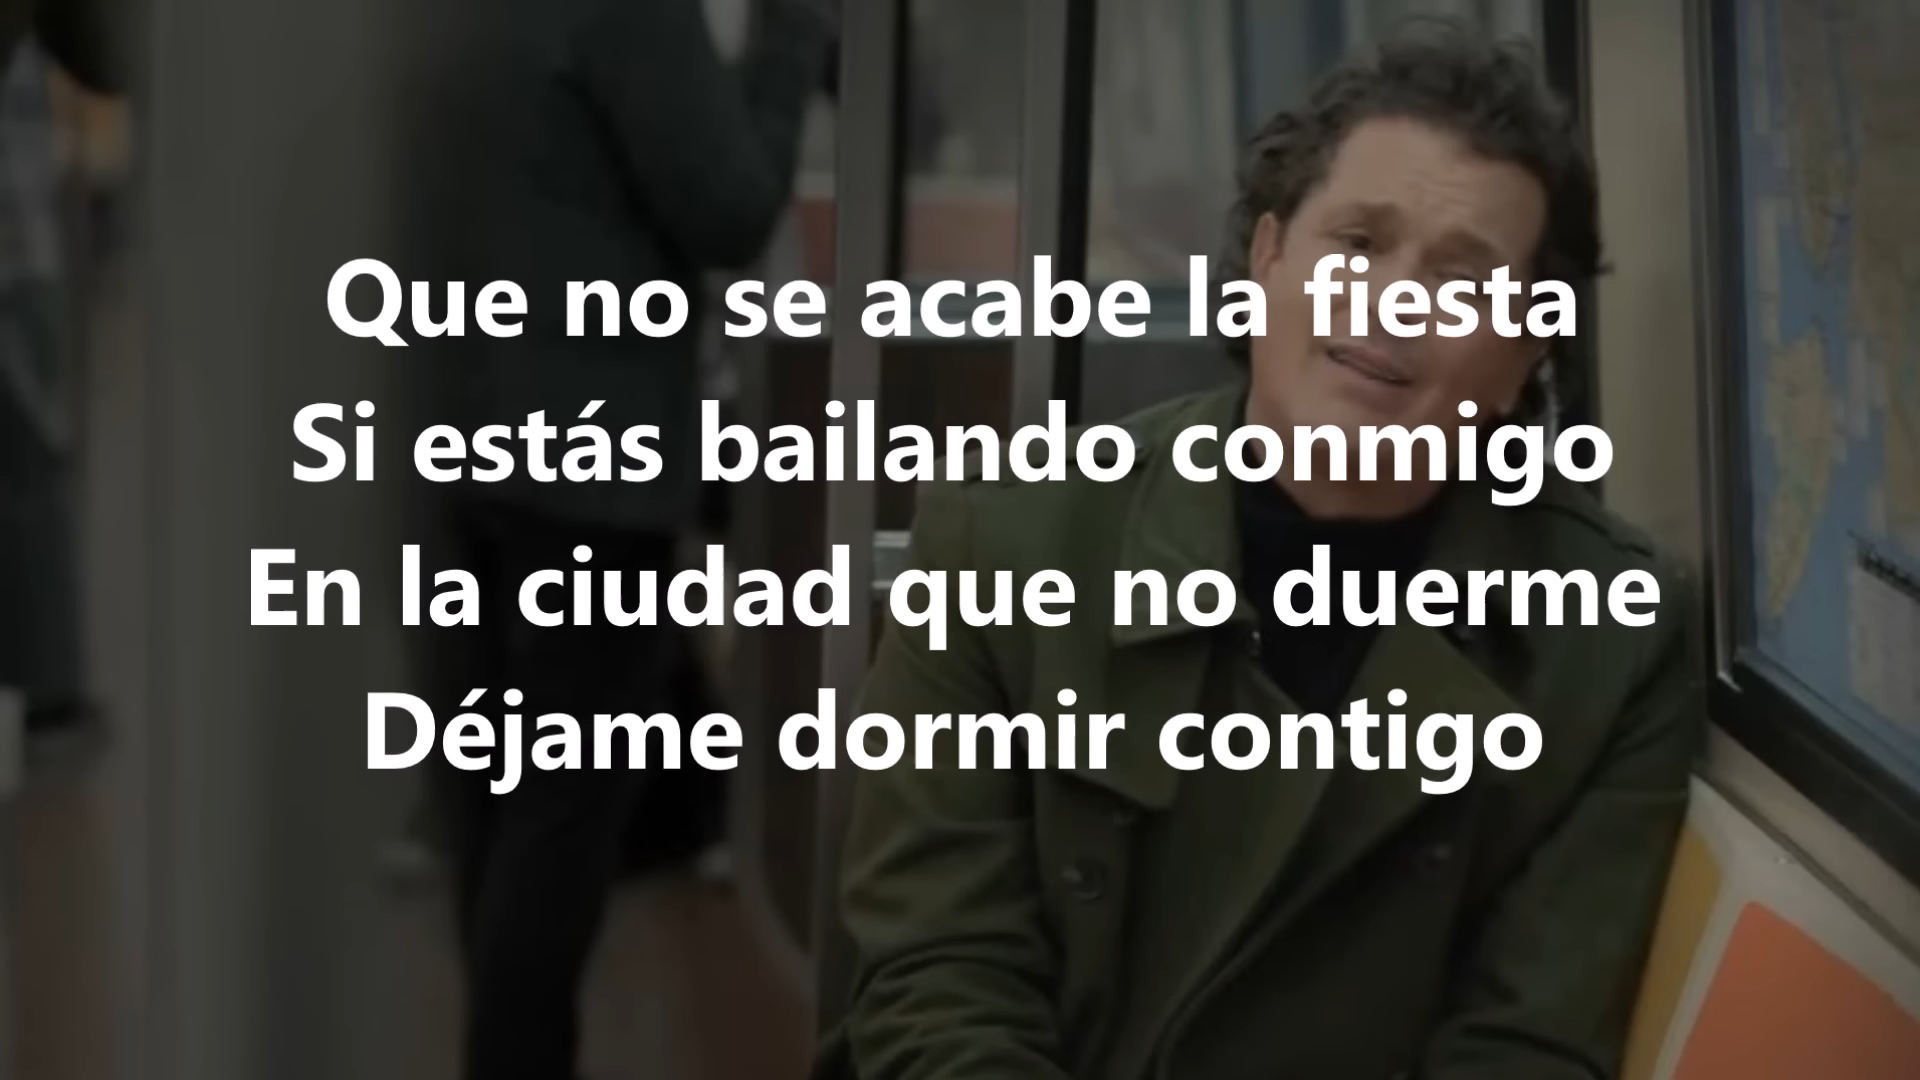 Que no se acabe la fiesta
Si estás bailando conmigo
En la ciudad que no duerme
Déjame dormir contigo